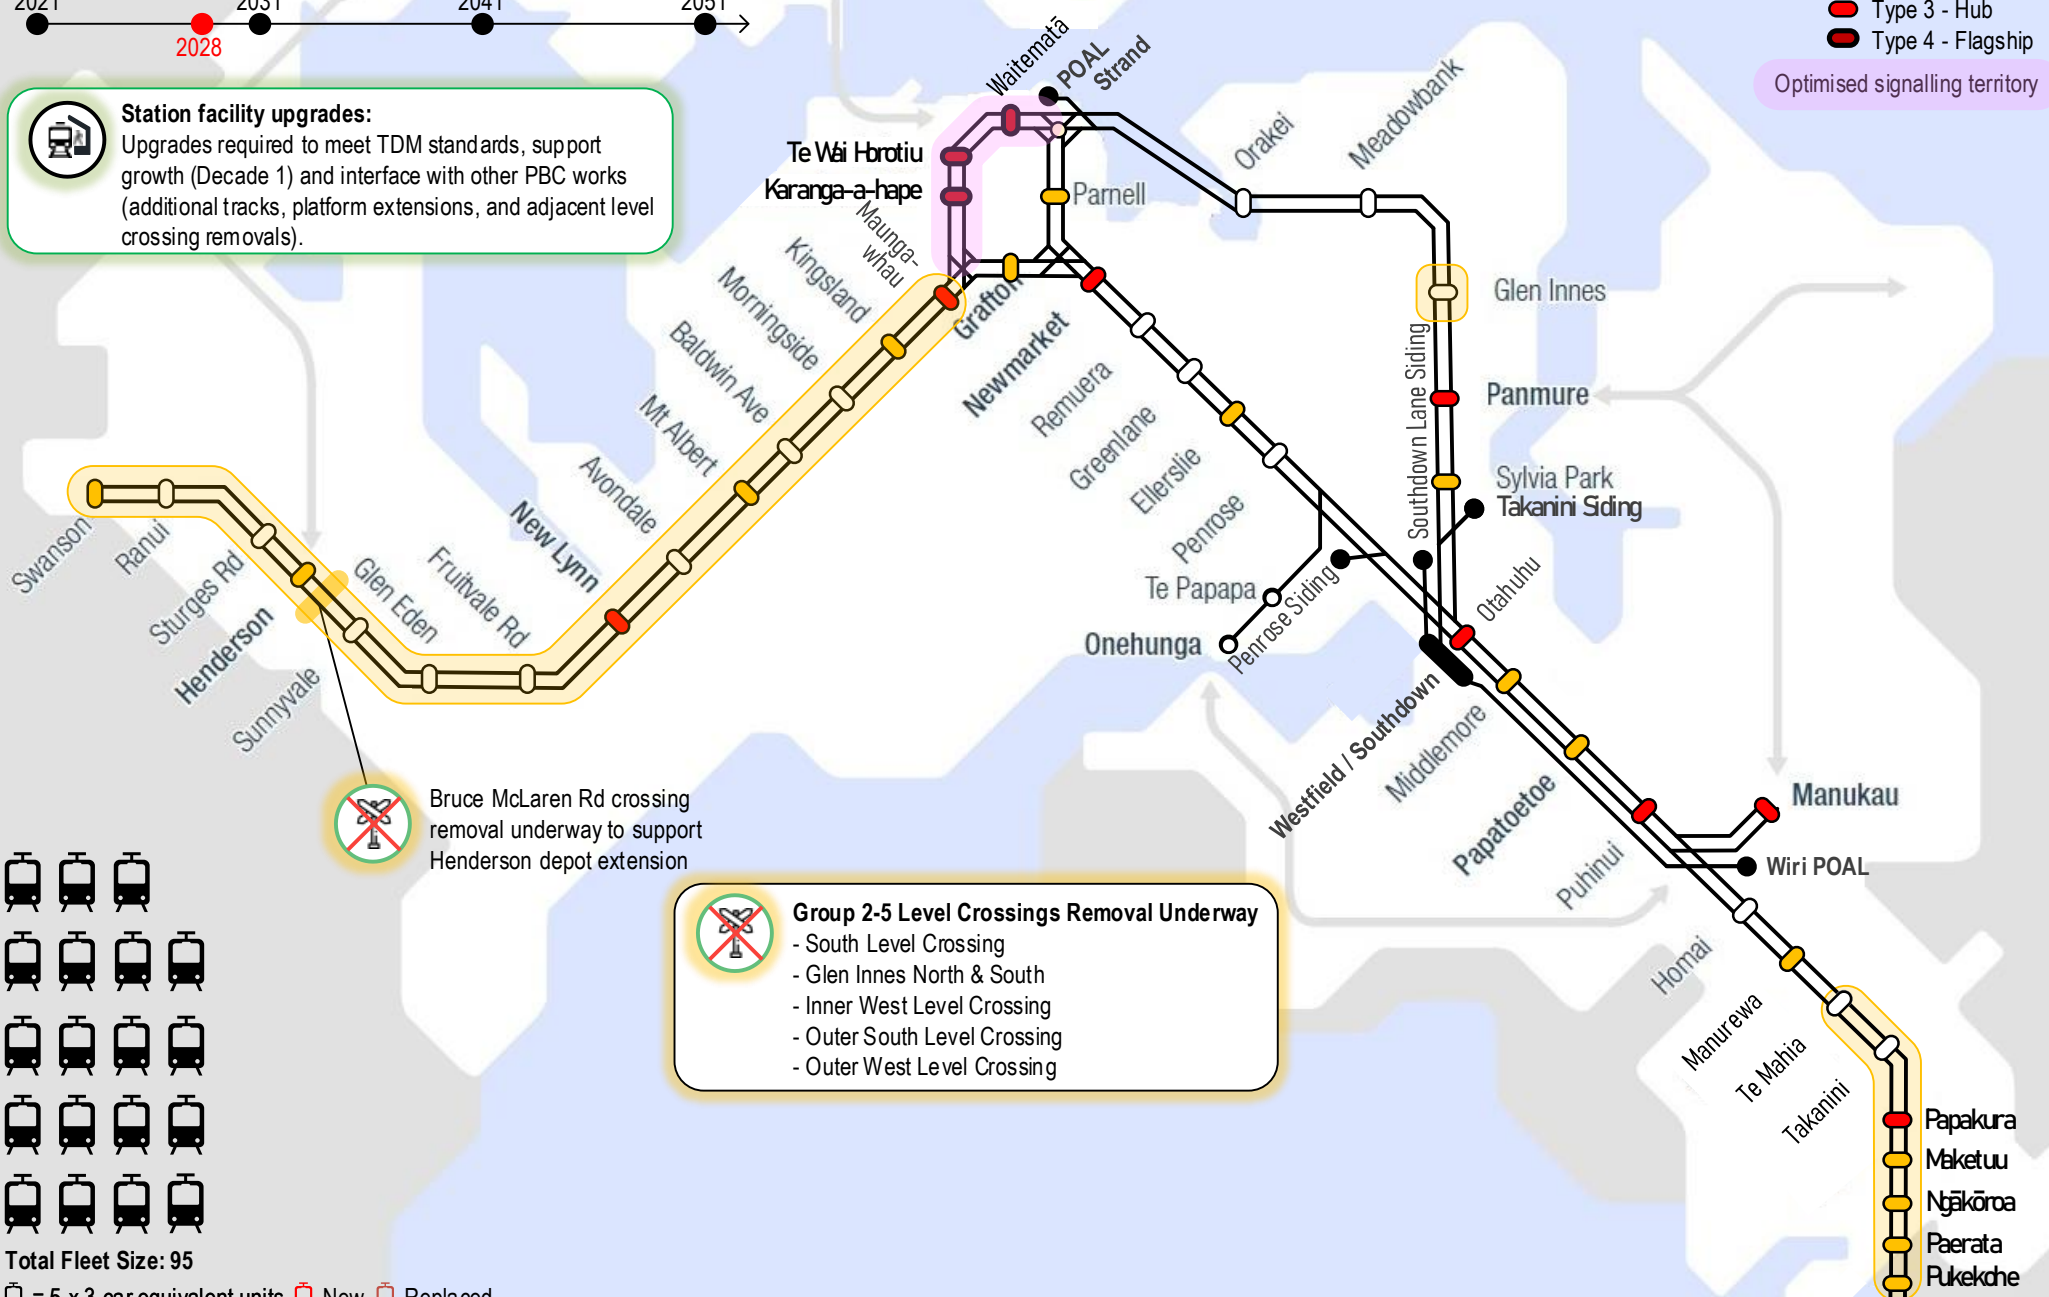 2021 2031 2041 2051
2028
Type 3 - Hub
Type 4 - Flagship
Optimised signalling territory
Station facility upgrades:
Upgrades required to meet TDM standards, support
growth (Decade 1) and interface with other PBC works
(additional tracks, platform extensions, and adjacent level
crossing removals).
Waitematā
POAL
Strand
Te Wai Horotiu
Karanga-a-hape
Parnell
Orakei
Meadowbank
Maunga-
whau
Kingsland
Morningside
Baldwin Ave
Mt Albert
Avondale
New Lynn
Fruitvale Rd
Glen Eden
Swanson
Ranui
Sturges Rd
Henderson
Sunnyvale
Grafton
Newmarket
Remuera
Greenlane
Ellerslie
Penrose
Te Papapa
Onehunga
Penrose Siding
Southdown Lane Siding
Glen Innes
Panmure
Sylvia Park
Takanini Siding
Otahuhu
Westfield / Southdown
Middlemore
Papatoetoe
Puhinui
Manukau
Wiri POAL
Homai
Manurewa
Te Mahia
Takanini
Papakura
Maketuu
Ngākōroa
Paerata
Pukekohe
Bruce McLaren Rd crossing
removal underway to support
Henderson depot extension
Group 2-5 Level Crossings Removal Underway
- South Level Crossing
- Glen Innes North & South
- Inner West Level Crossing
- Outer South Level Crossing
- Outer West Level Crossing
Total Fleet Size: 95
= 5 x 3 car equivalent units New Replaced